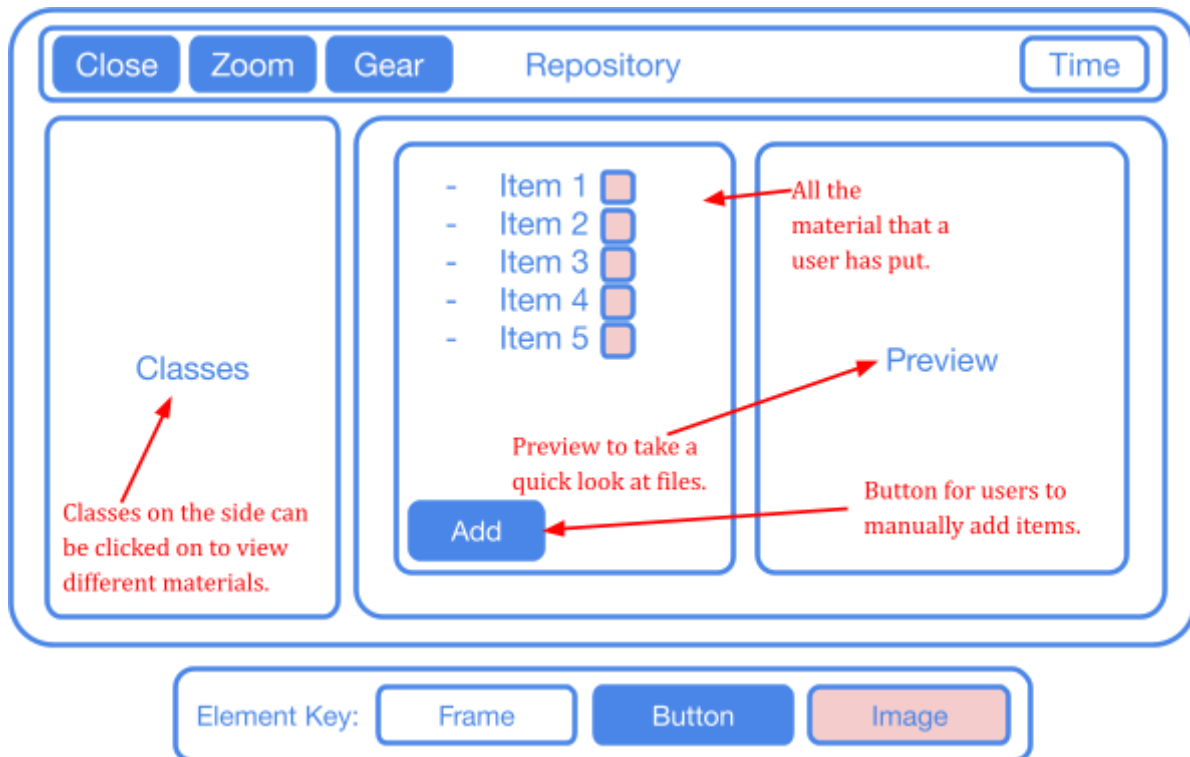 Close Zoom Gear Repository Time
- Item 1
- Item 2
- Item 3
- Item 4
- Item 5
All the
material that a
user has put.
Classes
Preview
Preview to take a
quick look at files.
Classes on the side can
be clicked on to view
different materials.
Add
Button for users to
manually add items.
Element Key: Frame Button Image